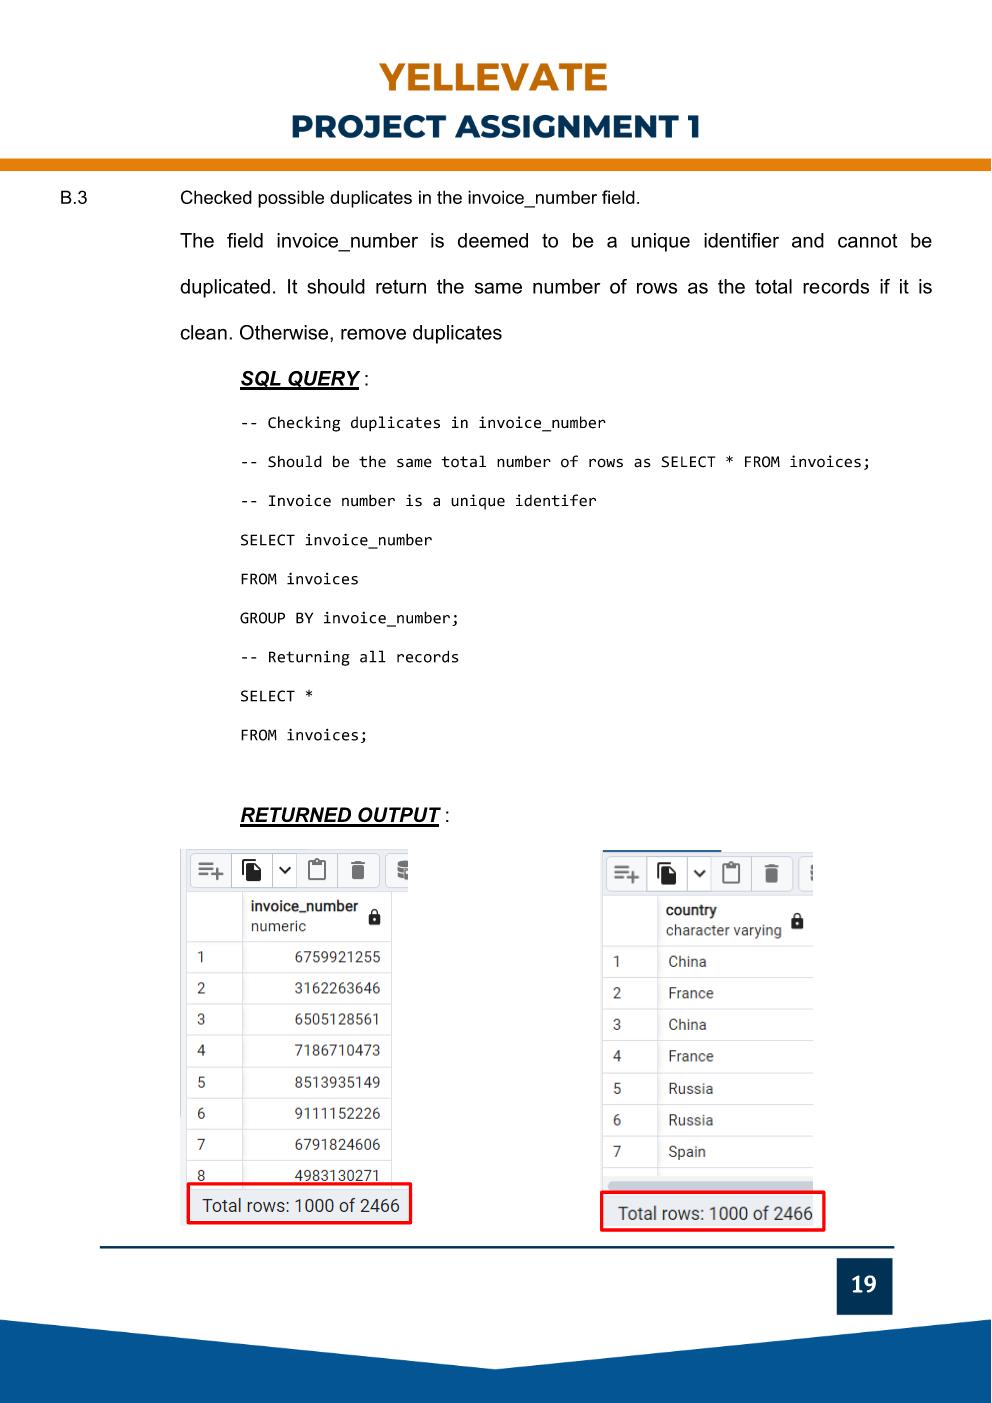 YELLEVATE
PROJECT ASSIGNMENT 1
B.3 Checked possible duplicates in the invoice_number field.
The field invoice_number is deemed to be a unique identifier and cannot be
duplicated. It should return the same number of rows as the total records if it is
clean. Otherwise, remove duplicates
SQL QUERY :
-- Checking duplicates in invoice_number
-- Should be the same total number of rows as SELECT * FROM invoices;
-- Invoice number is a unique identifer
SELECT invoice_number
FROM invoices
GROUP BY invoice_number;
-- Returning all records
SELECT *
FROM invoices;
RETURNED OUTPUT :
invoice_number
numeric
1 6759921255
2 3162263646
3 6505128561
4 7186710473
5 8513935149
6 9111152226
7 6791824606
8 4983130271
Total rows: 1000 of 2466
country
character varying
1 China
2 France
3 China
4 France
5 Russia
6 Russia
7 Spain
Total rows: 1000 of 2466
19